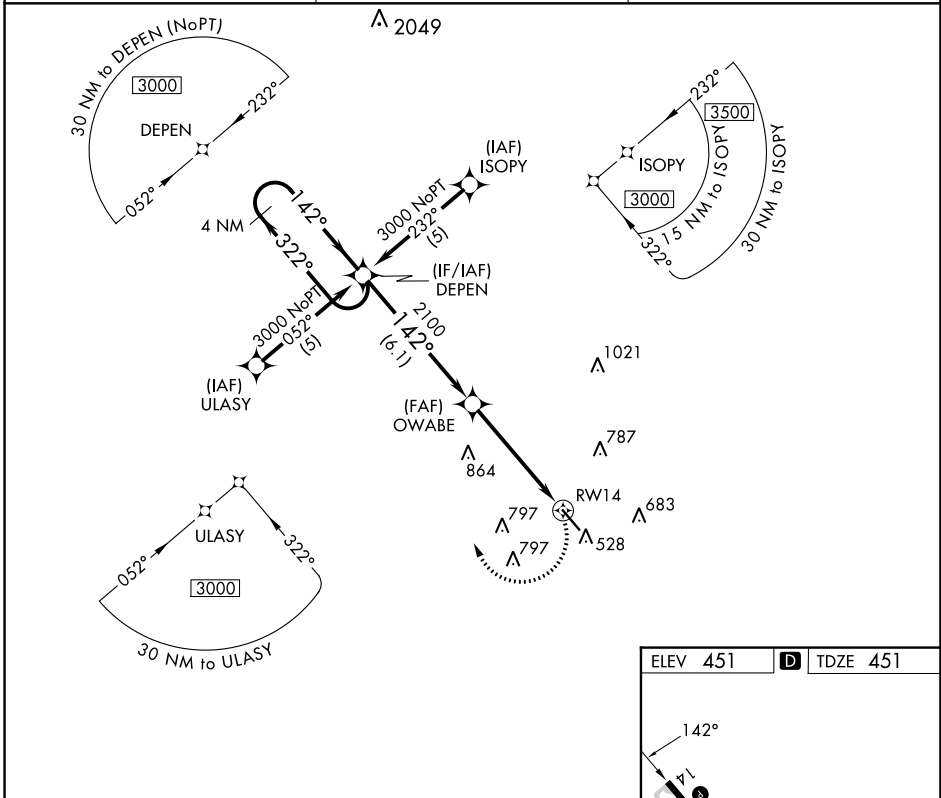 2049
30 NM to DEPEN (NoPT)
3000
232°
DEPEN
052°
232°
3500
ISOPY
3000
15 NM to ISOPY
30 NM to ISOPY
322°
(IAF)
ISOPY
3000 NoPT
232°
(5)
4 NM
142°
322°
(IF/IAF)
DEPEN
3000 NoPT
052°
(5)
2100
142°
(6.1)
(IAF)
ULASY
(FAF)
OWABE
1021
787
864
RW14
797
683
797
528
ULASY
052°
322°
3000
30 NM to ULASY
ELEV 451
D
TDZE 451
142°
14